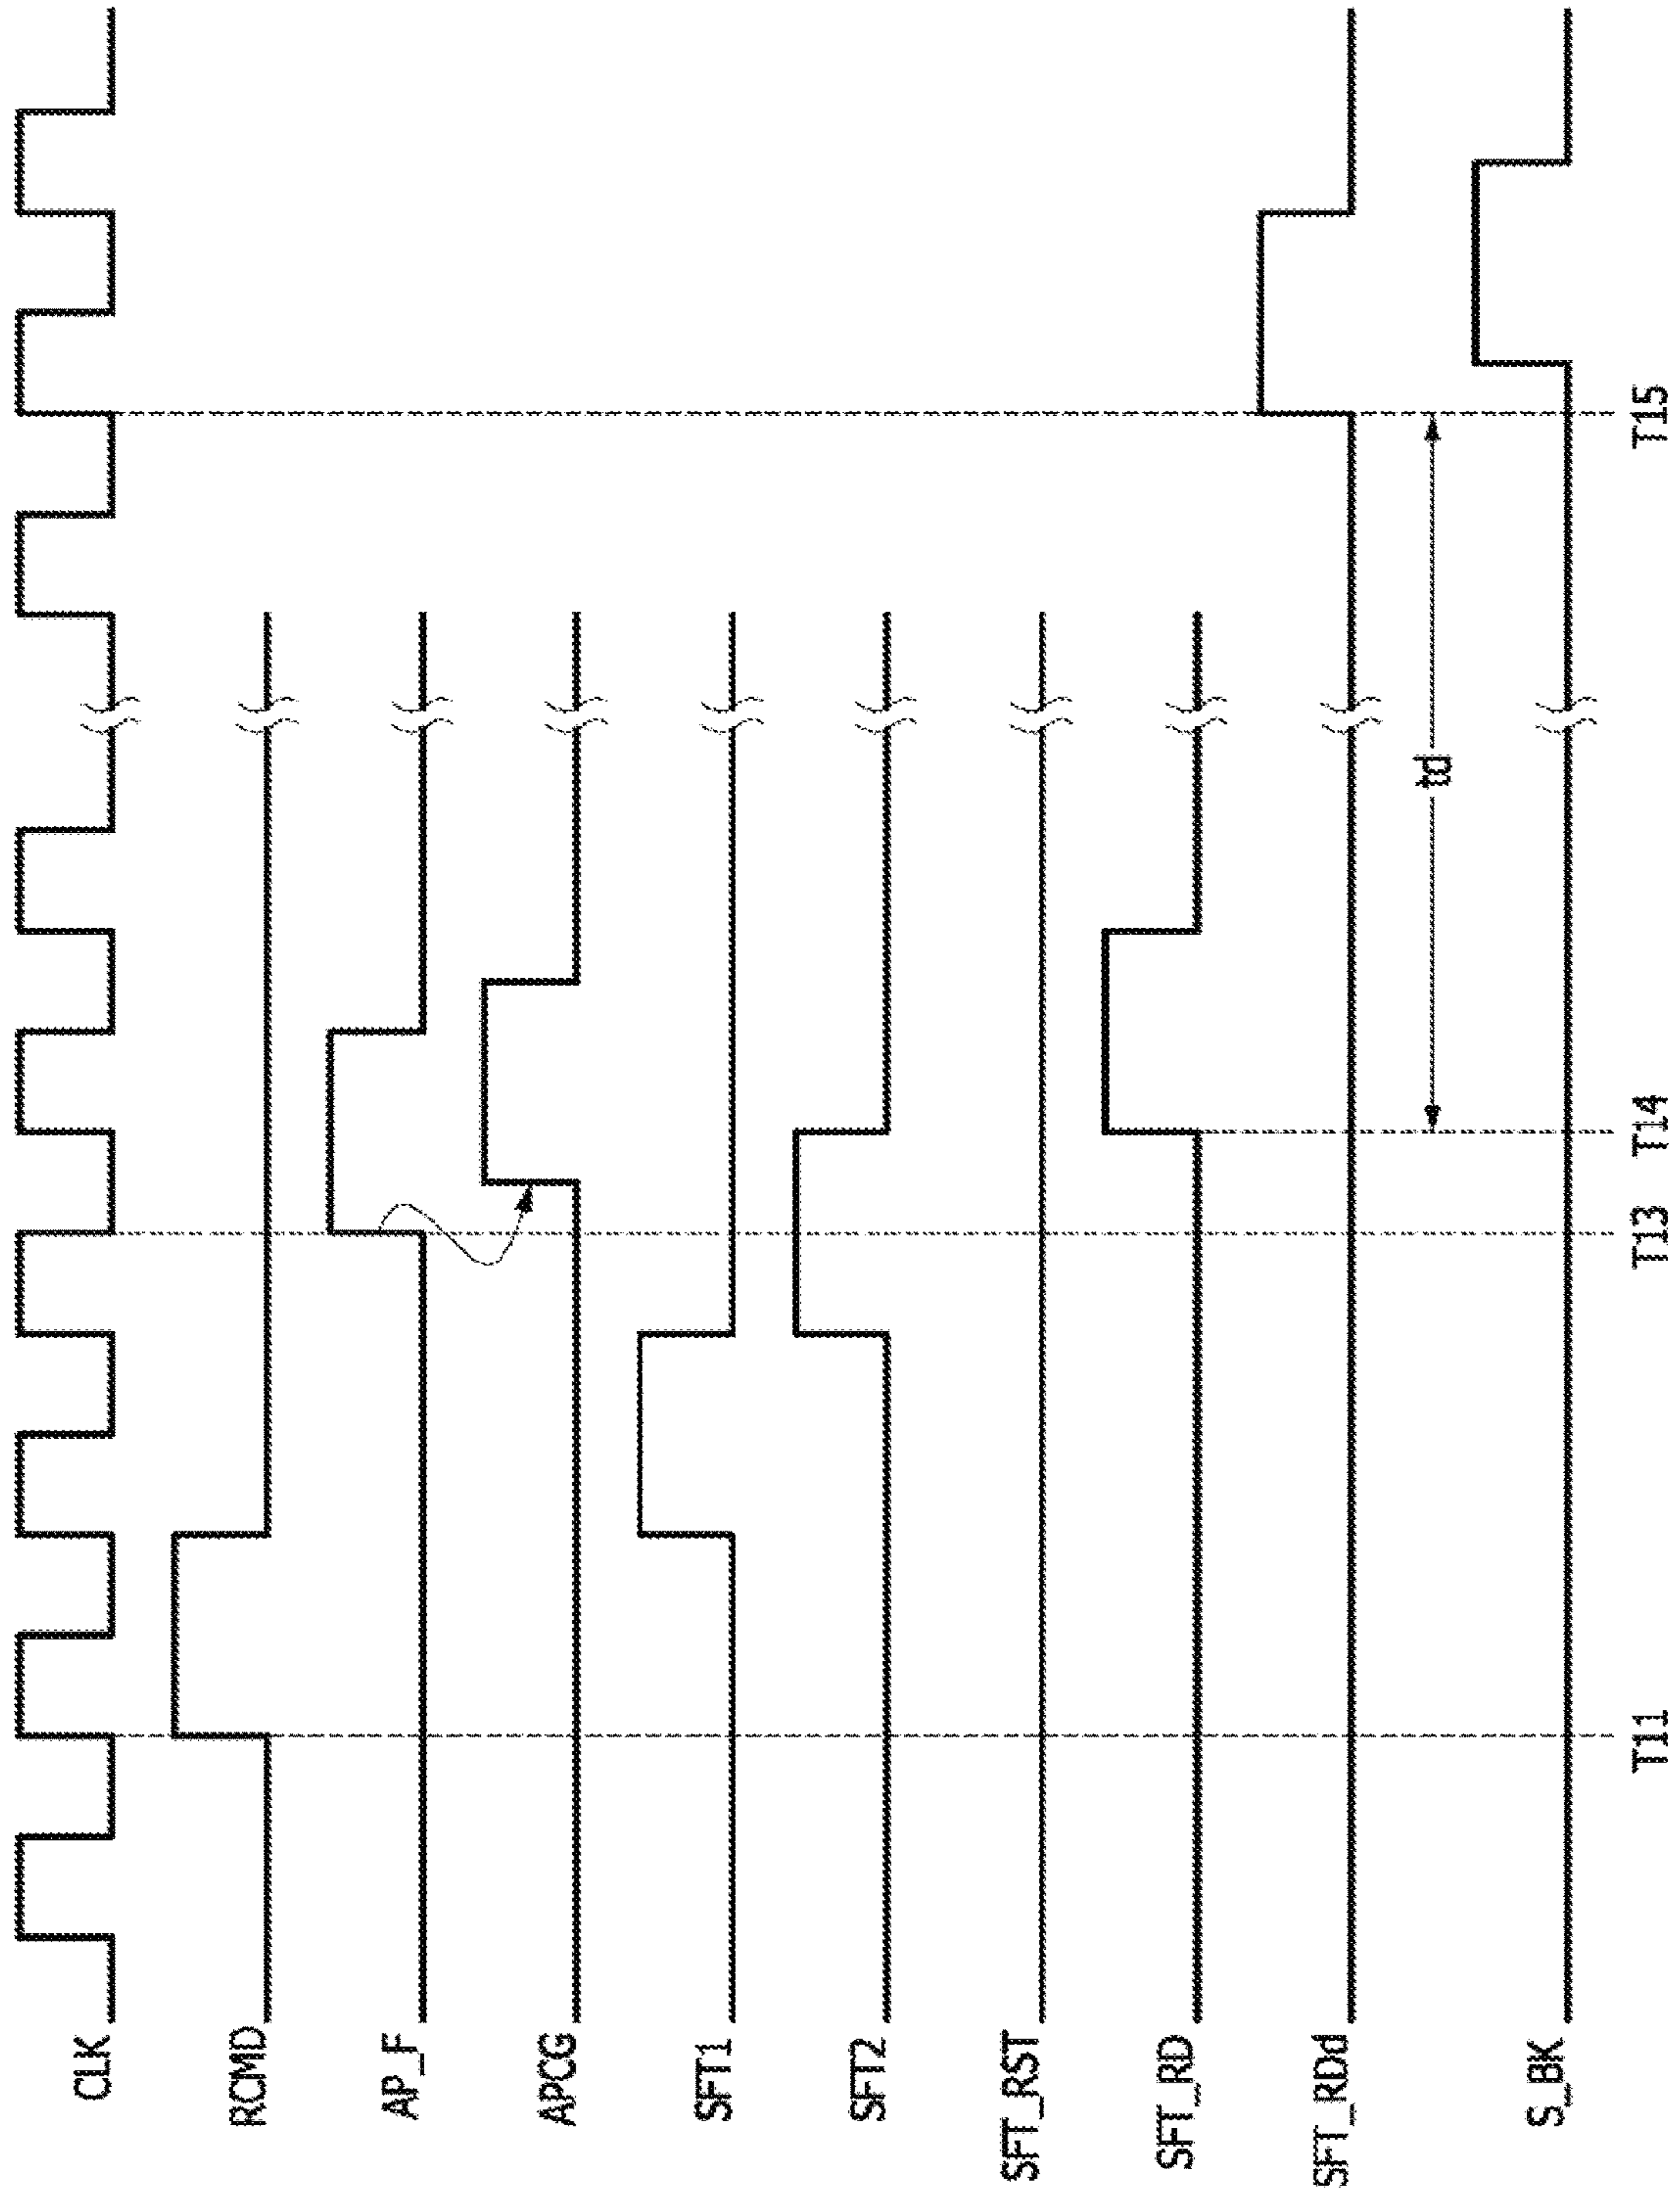 CLK
RCMD
AP_F
APCG
SFT1
SFT2
SFT_RST
SFT_RD
SFT_RDd
td
S_BK
T11
T13
T14
T15